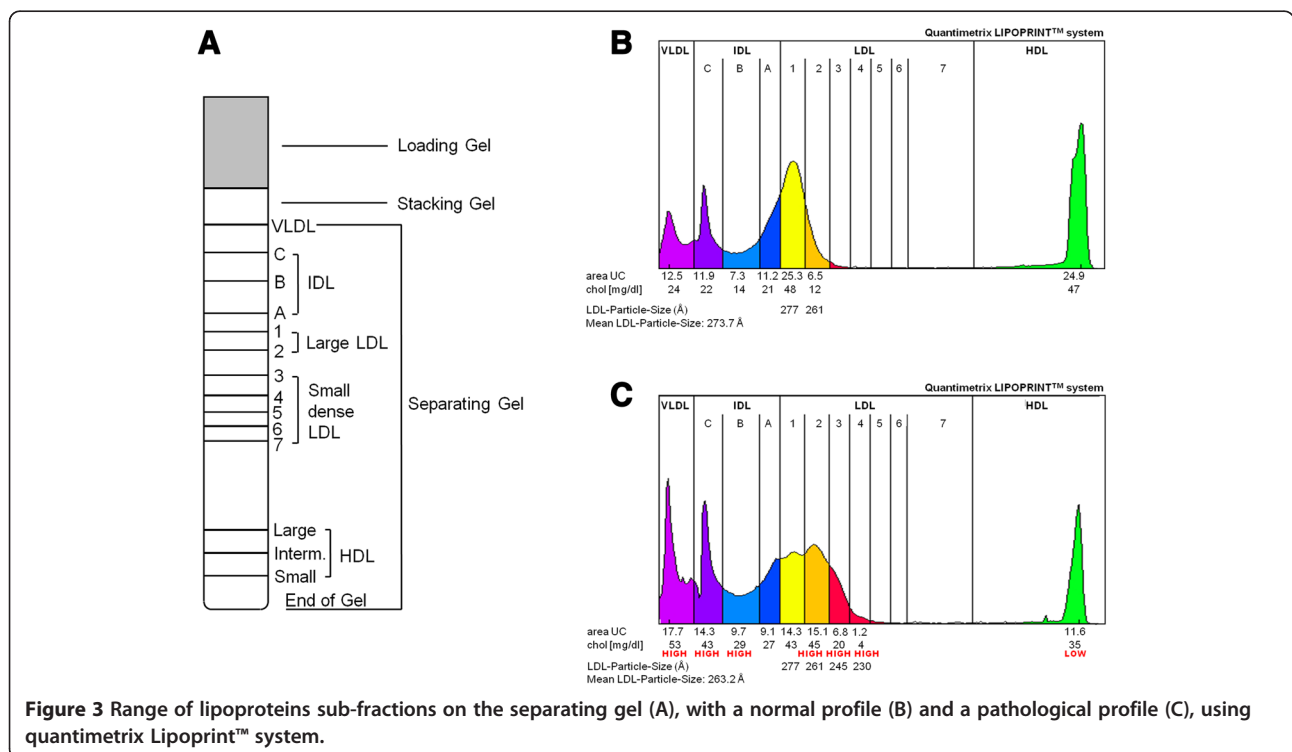 A
Loading Gel
Stacking Gel
VLDL
C
B
IDL
A
1
Large LDL
2
3
Small
4
dense
5
6
LDL
7
Separating Gel
Large
Interm.
HDL
Small
End of Gel
B
Quantimetrix LIPOPRINT™ system
VLDL IDL LDL HDL
C B A 1 2 3 4 5 6 7
area UC 12.5 11.9 7.3 11.2 25.3 6.5 24.9
chol [mg/dl] 24 22 14 21 48 12 47
LDL-Particle-Size (Å) 277 261
Mean LDL-Particle-Size: 273.7 Å
C
Quantimetrix LIPOPRINT™ system
VLDL IDL LDL HDL
C B A 1 2 3 4 5 6 7
area UC 17.7 14.3 9.7 9.1 14.3 15.1 6.8 1.2 11.6
chol [mg/dl] 53 43 29 27 43 45 20 4 35
HIGH HIGH HIGH HIGH HIGH HIGH LOW
LDL-Particle-Size (Å) 277 261 245 230
Mean LDL-Particle-Size: 263.2 Å
Figure 3 Range of lipoproteins sub-fractions on the separating gel (A), with a normal profile (B) and a pathological profile (C), using
quantimetrix Lipoprint™ system.